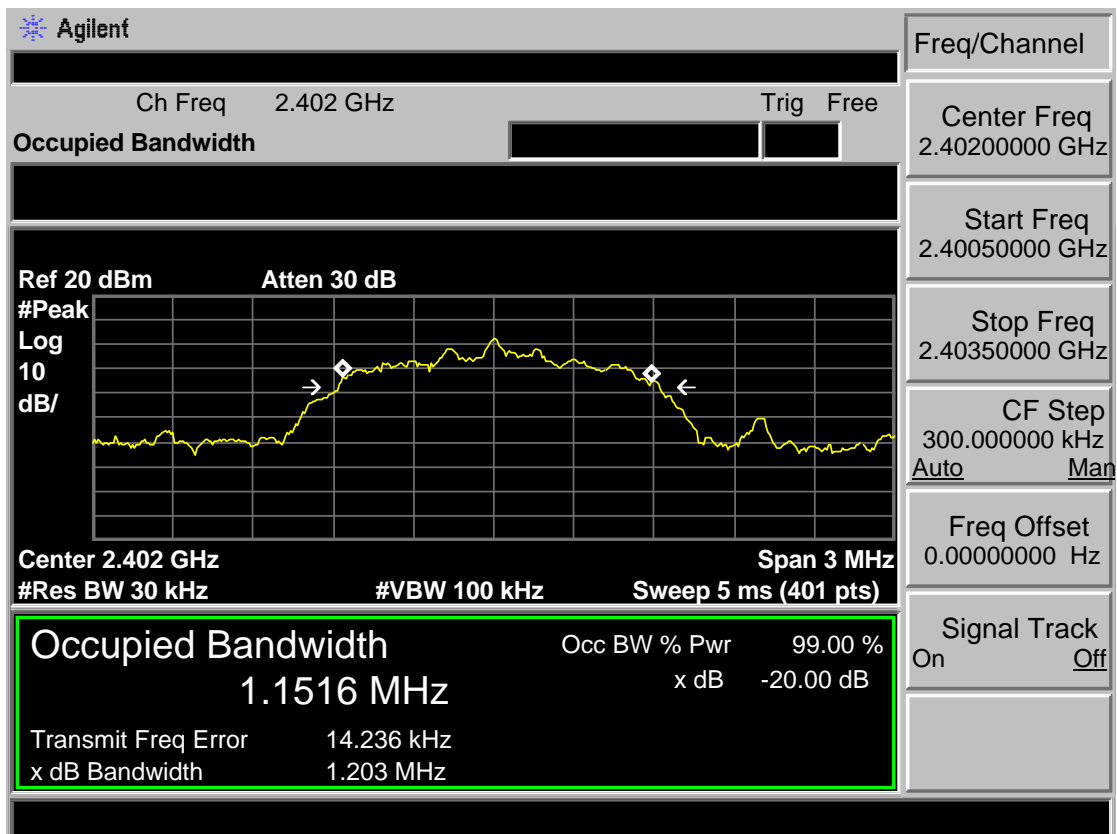 Agilent
Freq/Channel
Ch Freq 2.402 GHz Trig Free
Occupied Bandwidth
Center Freq
2.40200000 GHz
Start Freq
2.40050000 GHz
Stop Freq
2.40350000 GHz
CF Step
300.000000 kHz
Auto Man
Freq Offset
0.00000000 Hz
Signal Track
On Off
Ref 20 dBm Atten 30 dB
#Peak
Log
10
dB/
Center 2.402 GHz Span 3 MHz
#Res BW 30 kHz #VBW 100 kHz Sweep 5 ms (401 pts)
Occupied Bandwidth Occ BW % Pwr 99.00 %
1.1516 MHz x dB -20.00 dB
Transmit Freq Error 14.236 kHz
x dB Bandwidth 1.203 MHz